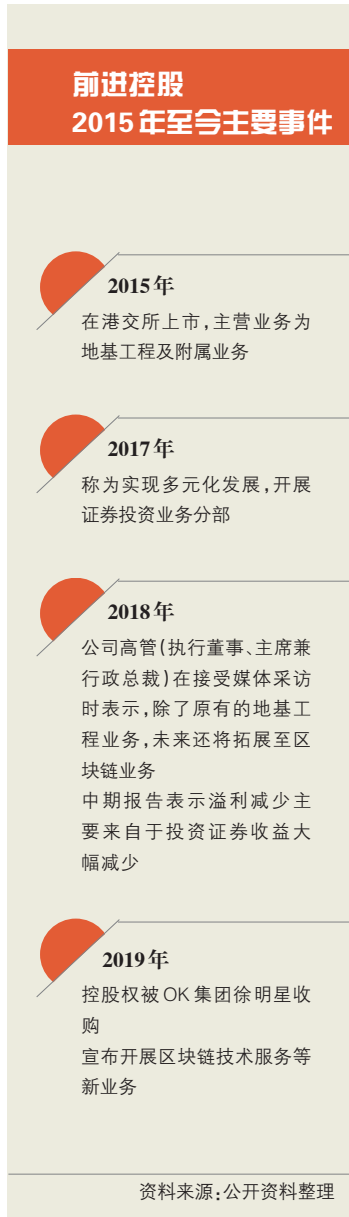 前进控股
2015年至今主要事件
2015年
在港交所上市,主营业务为
地基工程及附属业务
2017年
称为实现多元化发展,开展
证券投资业务分部
2018年
公司高管(执行董事、主席兼
行政总裁)在接受媒体采访
时表示,除了原有的地基工
程业务,未来还将拓展至区
块链业务
中期报告表示溢利减少主
要来自于投资证券收益大
幅减少
2019年
控股权被OK集团徐明星收
购
宣布开展区块链技术服务等
新业务
资料来源:公开资料整理